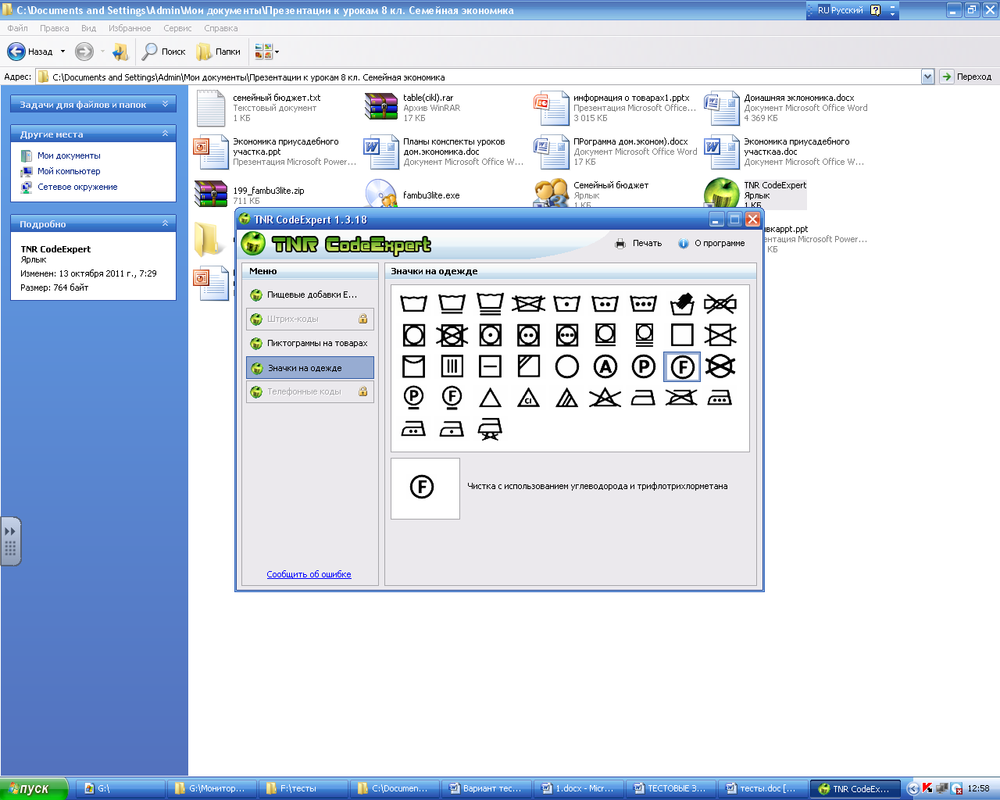 C:\Documents and Settings\Admin\Мои документы\Презентации к урокам 8 кл. Семейная экономика
RU Русский
Файл Правка Вид Избранное Сервис Справка
Назад Поиск Папки
Адрес: C:\Documents and Settings\Admin\Мои документы\Презентации к урокам 8 кл. Семейная экономика Переход
Задачи для файлов и папок
Другие места
Мои документы
Мой компьютер
Сетевое окружение
Подробно
TNR CodeExpert
Ярлык
Изменен: 13 октября 2011 г., 7:29
Размер: 764 байт
семейный бюджет.txt
Текстовый документ
1 КБ
table(cikl).rar
Архив WinRAR
17 КБ
информация о товарах1.pptx
Презентация Microsoft Office...
3 015 КБ
Доиашняя эклономика.docx
Документ Microsoft Office Word
4 369 КБ
Экономика приусадебного
участка.ppt
Презентация Microsoft Power...
Планы конспекты уроков
дом.экономика.doc
Документ Microsoft Office W...
ПРограмма дом.эконом).docx
Документ Microsoft Office Word
17 КБ
Экономика приусадебного
участкаа.doc
Документ Microsoft Office W...
199_fambu3lite.zip
711 КБ
fambu3lite.exe
Семейный бюджет
Ярлык
1 КБ
TNR CodeExpert
Ярлык
1 КБ
вкаppt.ppt
езентация Microsoft Power...
КБ
TNR CodeExpert 1.3.18
TNR CodeExpert
Печать О программе
Меню
Пищевые добавки Е...
Штрих-коды
Пиктограммы на товарах
Значки на одежде
Телефонные коды
Сообщить об ошибке
Значки на одежде
A P F
P F Cl
F
Чистка с использованием углеводорода и трифлотрихлорметана
пуск G:\ G:\Монитор... F:\тесты C:\Documen... Вариант тес... 1.docx - Micr... ТЕСТОВЫЕ З... тесты.doc [... TNR CodeEx... 12:58